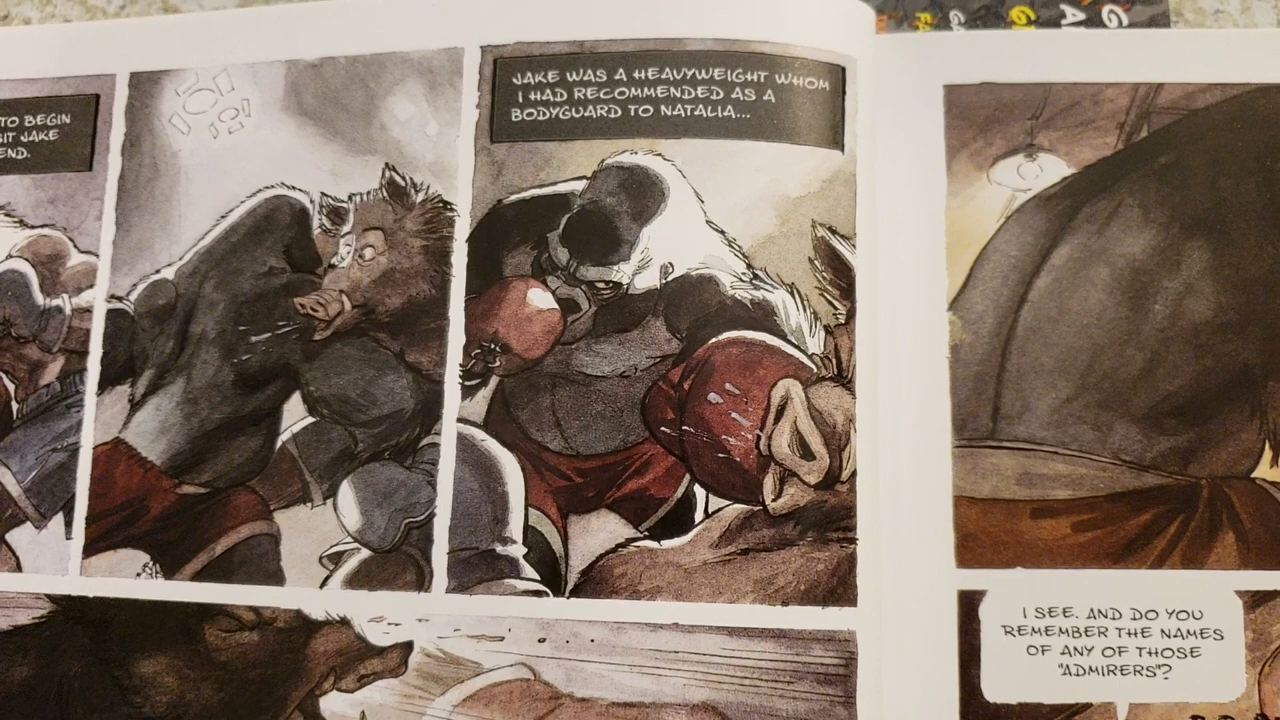 TO BEGIN
SIT JAKE
END.
JAKE WAS A HEAVYWEIGHT WHOM
I HAD RECOMMENDED AS A
BODYGUARD TO NATALIA...
I SEE. AND DO YOU
REMEMBER THE NAMES
OF ANY OF THOSE
"ADMIRERS"?